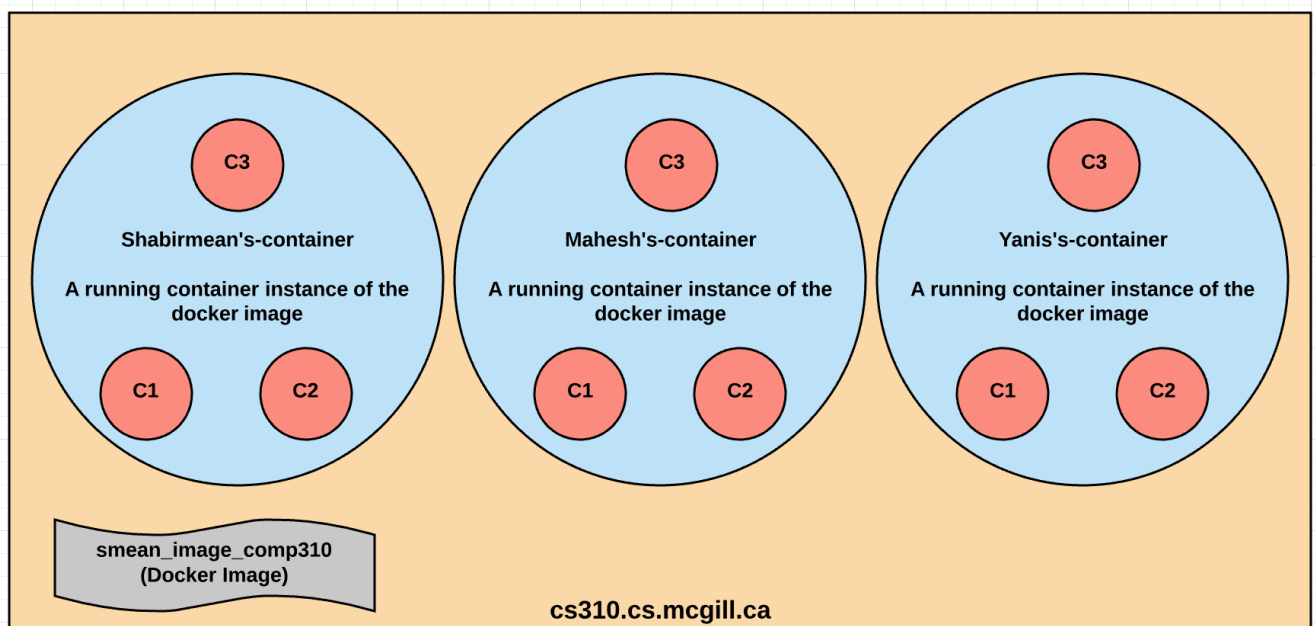 C3
Shabirmean's-container
A running container instance of the
docker image
C1
C2
C3
Mahesh's-container
A running container instance of the
docker image
C1
C2
C3
Yanis's-container
A running container instance of the
docker image
C1
C2
smean_image_comp310
(Docker Image)
cs310.cs.mcgill.ca